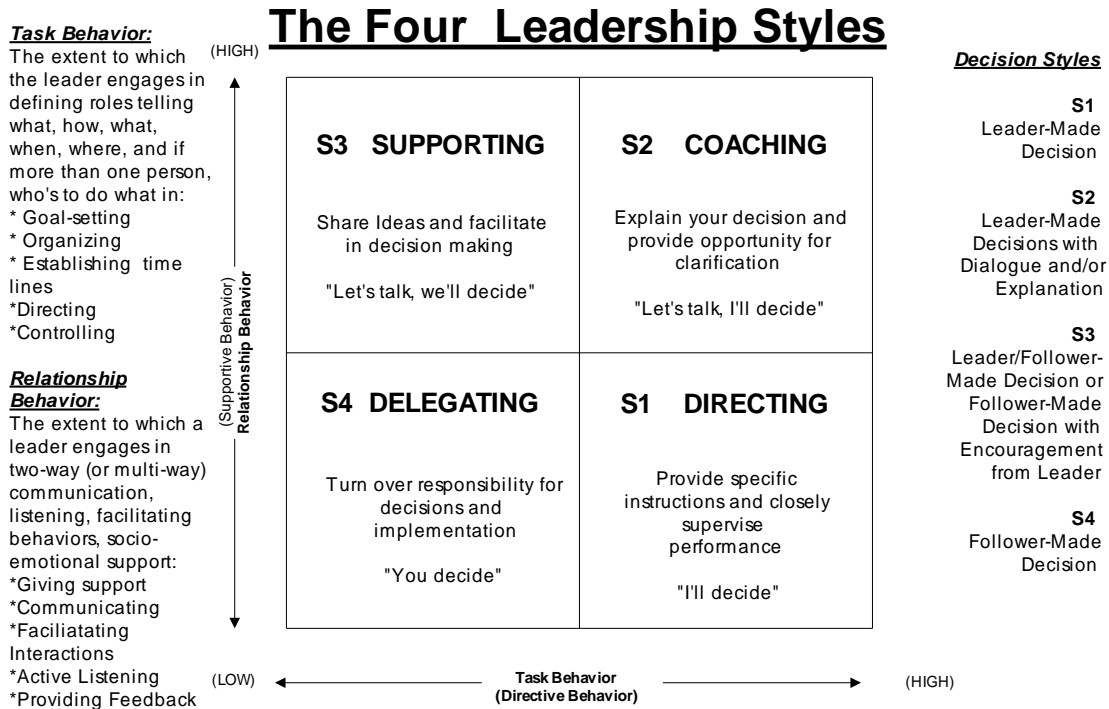 The Four Leadership Styles
Task Behavior:
The extent to which
the leader engages in
defining roles telling
what, how, what,
when, where, and if
more than one person,
who's to do what in:
* Goal-setting
* Organizing
* Establishing time
lines
*Directing
*Controlling
Relationship
Behavior:
The extent to which a
leader engages in
two-way (or multi-way)
communication,
listening, facilitating
behaviors, socio-
emotional support:
*Giving support
*Communicating
*Faciliatating
Interactions
*Active Listening
*Providing Feedback
(HIGH)
(Supportive Behavior)
Relationship Behavior
(LOW)
S3 SUPPORTING
Share Ideas and facilitate
in decision making
"Let's talk, we'll decide"
S2 COACHING
Explain your decision and
provide opportunity for
clarification
"Let's talk, I'll decide"
S4 DELEGATING
Turn over responsibility for
decisions and
implementation
"You decide"
S1 DIRECTING
Provide specific
instructions and closely
supervise
performance
"I'll decide"
Task Behavior
(Directive Behavior)
(HIGH)
Decision Styles
S1
Leader-Made
Decision
S2
Leader-Made
Decisions with
Dialogue and/or
Explanation
S3
Leader/Follower-
Made Decision or
Follower-Made
Decision with
Encouragement
from Leader
S4
Follower-Made
Decision